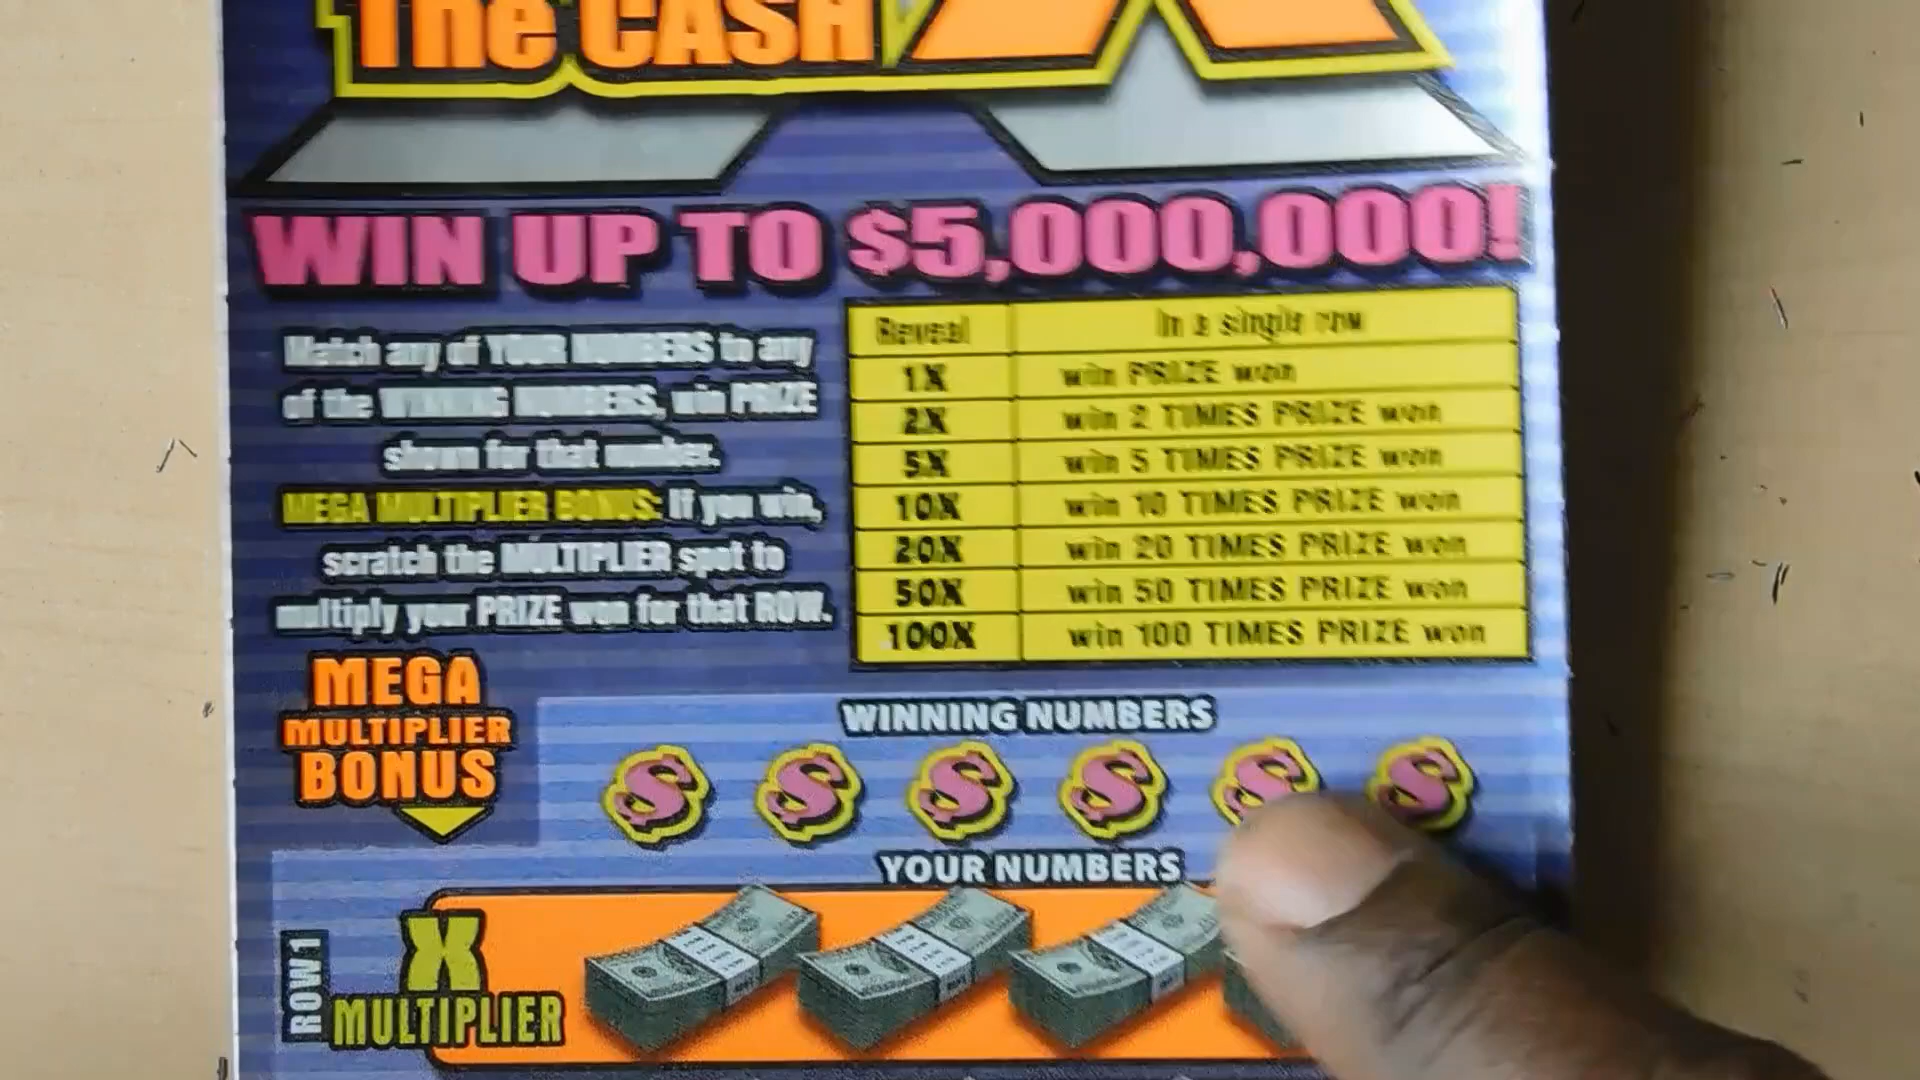 The CASH X
WIN UP TO $5,000,000!
Match any of YOUR NUMBERS to any
of the WINNING NUMBERS, win PRIZE
shown for that number.
MEGA MULTIPLIER BONUS: If you win,
scratch the MULTIPLIER spot to
multiply your PRIZE won for that ROW.
Reveal In a single row
1X win PRIZE won
2X win 2 TIMES PRIZE won
5X win 5 TIMES PRIZE won
10X win 10 TIMES PRIZE won
20X win 20 TIMES PRIZE won
50X win 50 TIMES PRIZE won
100X win 100 TIMES PRIZE won
MEGA
MULTIPLIER
BONUS
WINNING NUMBERS
$ $ $ $ $ $
YOUR NUMBERS
ROW 1
X
MULTIPLIER